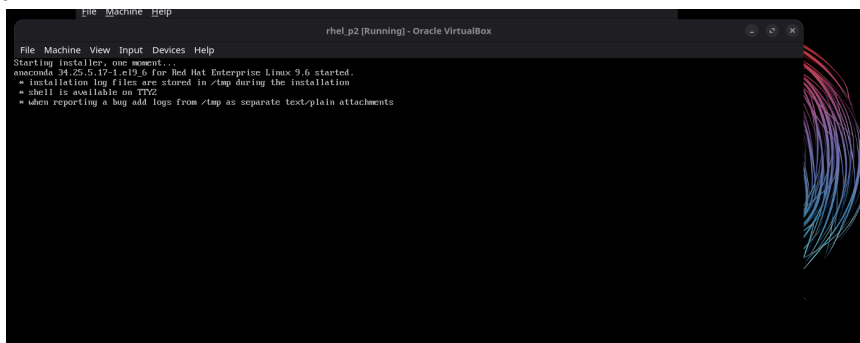 File Machine Help
rhel_p2 [Running] - Oracle VirtualBox
File Machine View Input Devices Help
Starting installer, one moment...
anaconda 34.25.5.17-1.el9_6 for Red Hat Enterprise Linux 9.6 started.
* installation log files are stored in /tmp during the installation
* shell is available on TTY2
* when reporting a bug add logs from /tmp as separate text/plain attachments